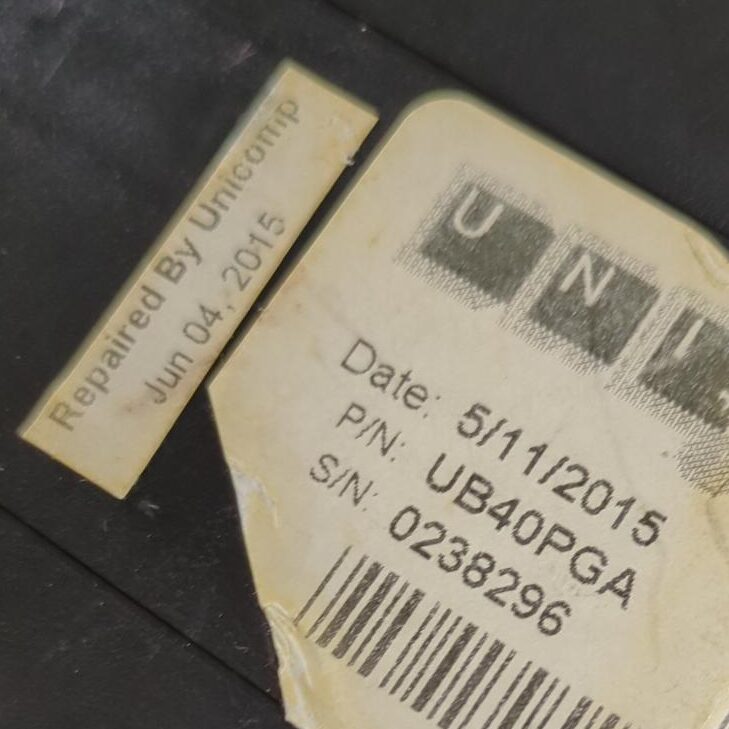 Repaired By Unicomp
Jun 04, 2015
UNI
Date: 5/11/2015
P/N: UB40PGA
S/N: 0238296